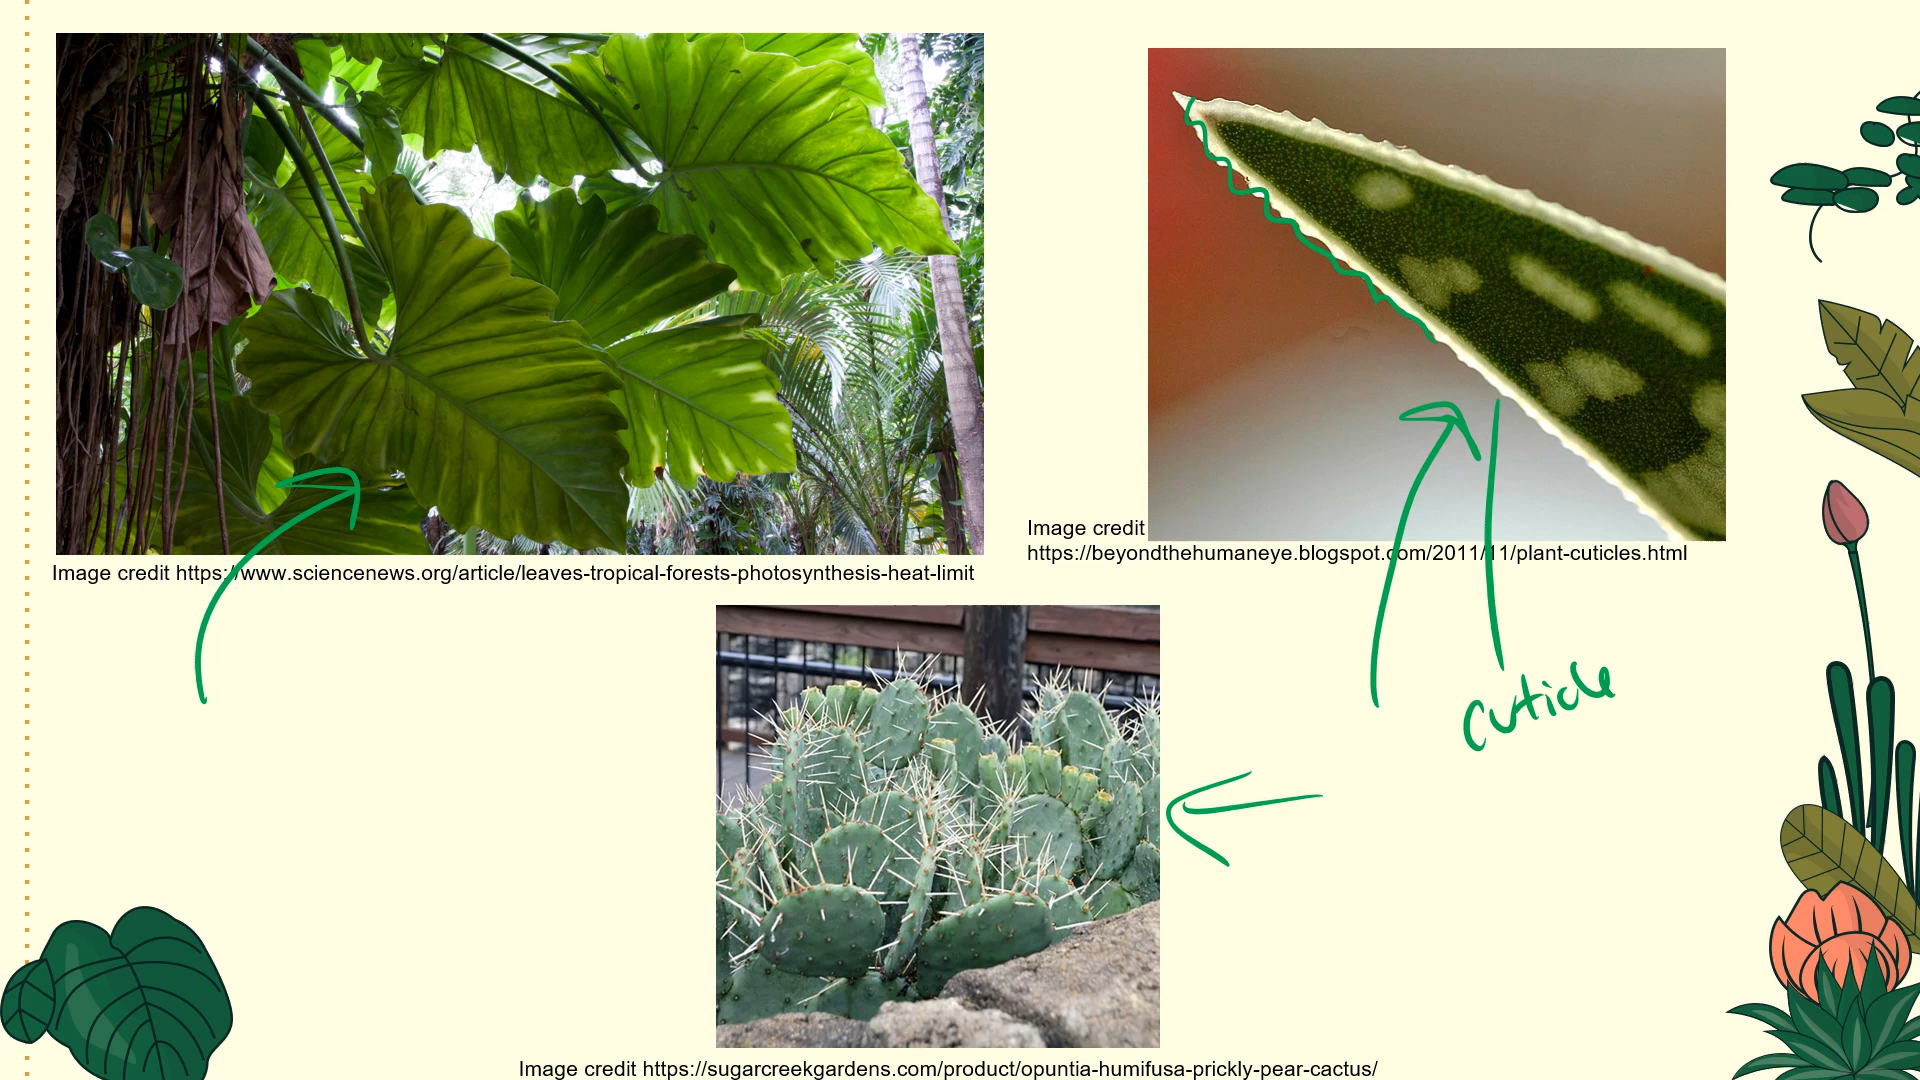 Image credit https://www.sciencenews.org/article/leaves-tropical-forests-photosynthesis-heat-limit
Image credit
https://beyondthehumaneye.blogspot.com/2011/11/plant-cuticles.html
cuticle
Image credit https://sugarcreekgardens.com/product/opuntia-humifusa-prickly-pear-cactus/